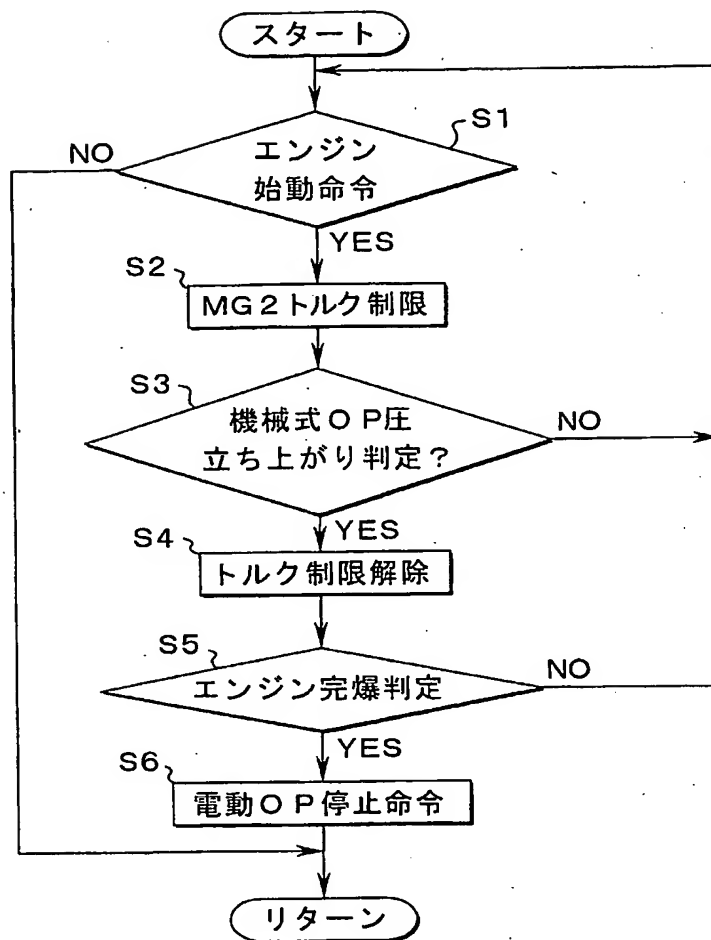 スタート
S1
エンジン
始動命令
NO
YES
S2
MG2トルク制限
S3
機械式OP圧
立ち上がり判定?
NO
YES
S4
トルク制限解除
S5
エンジン完爆判定
NO
YES
S6
電動OP停止命令
リターン